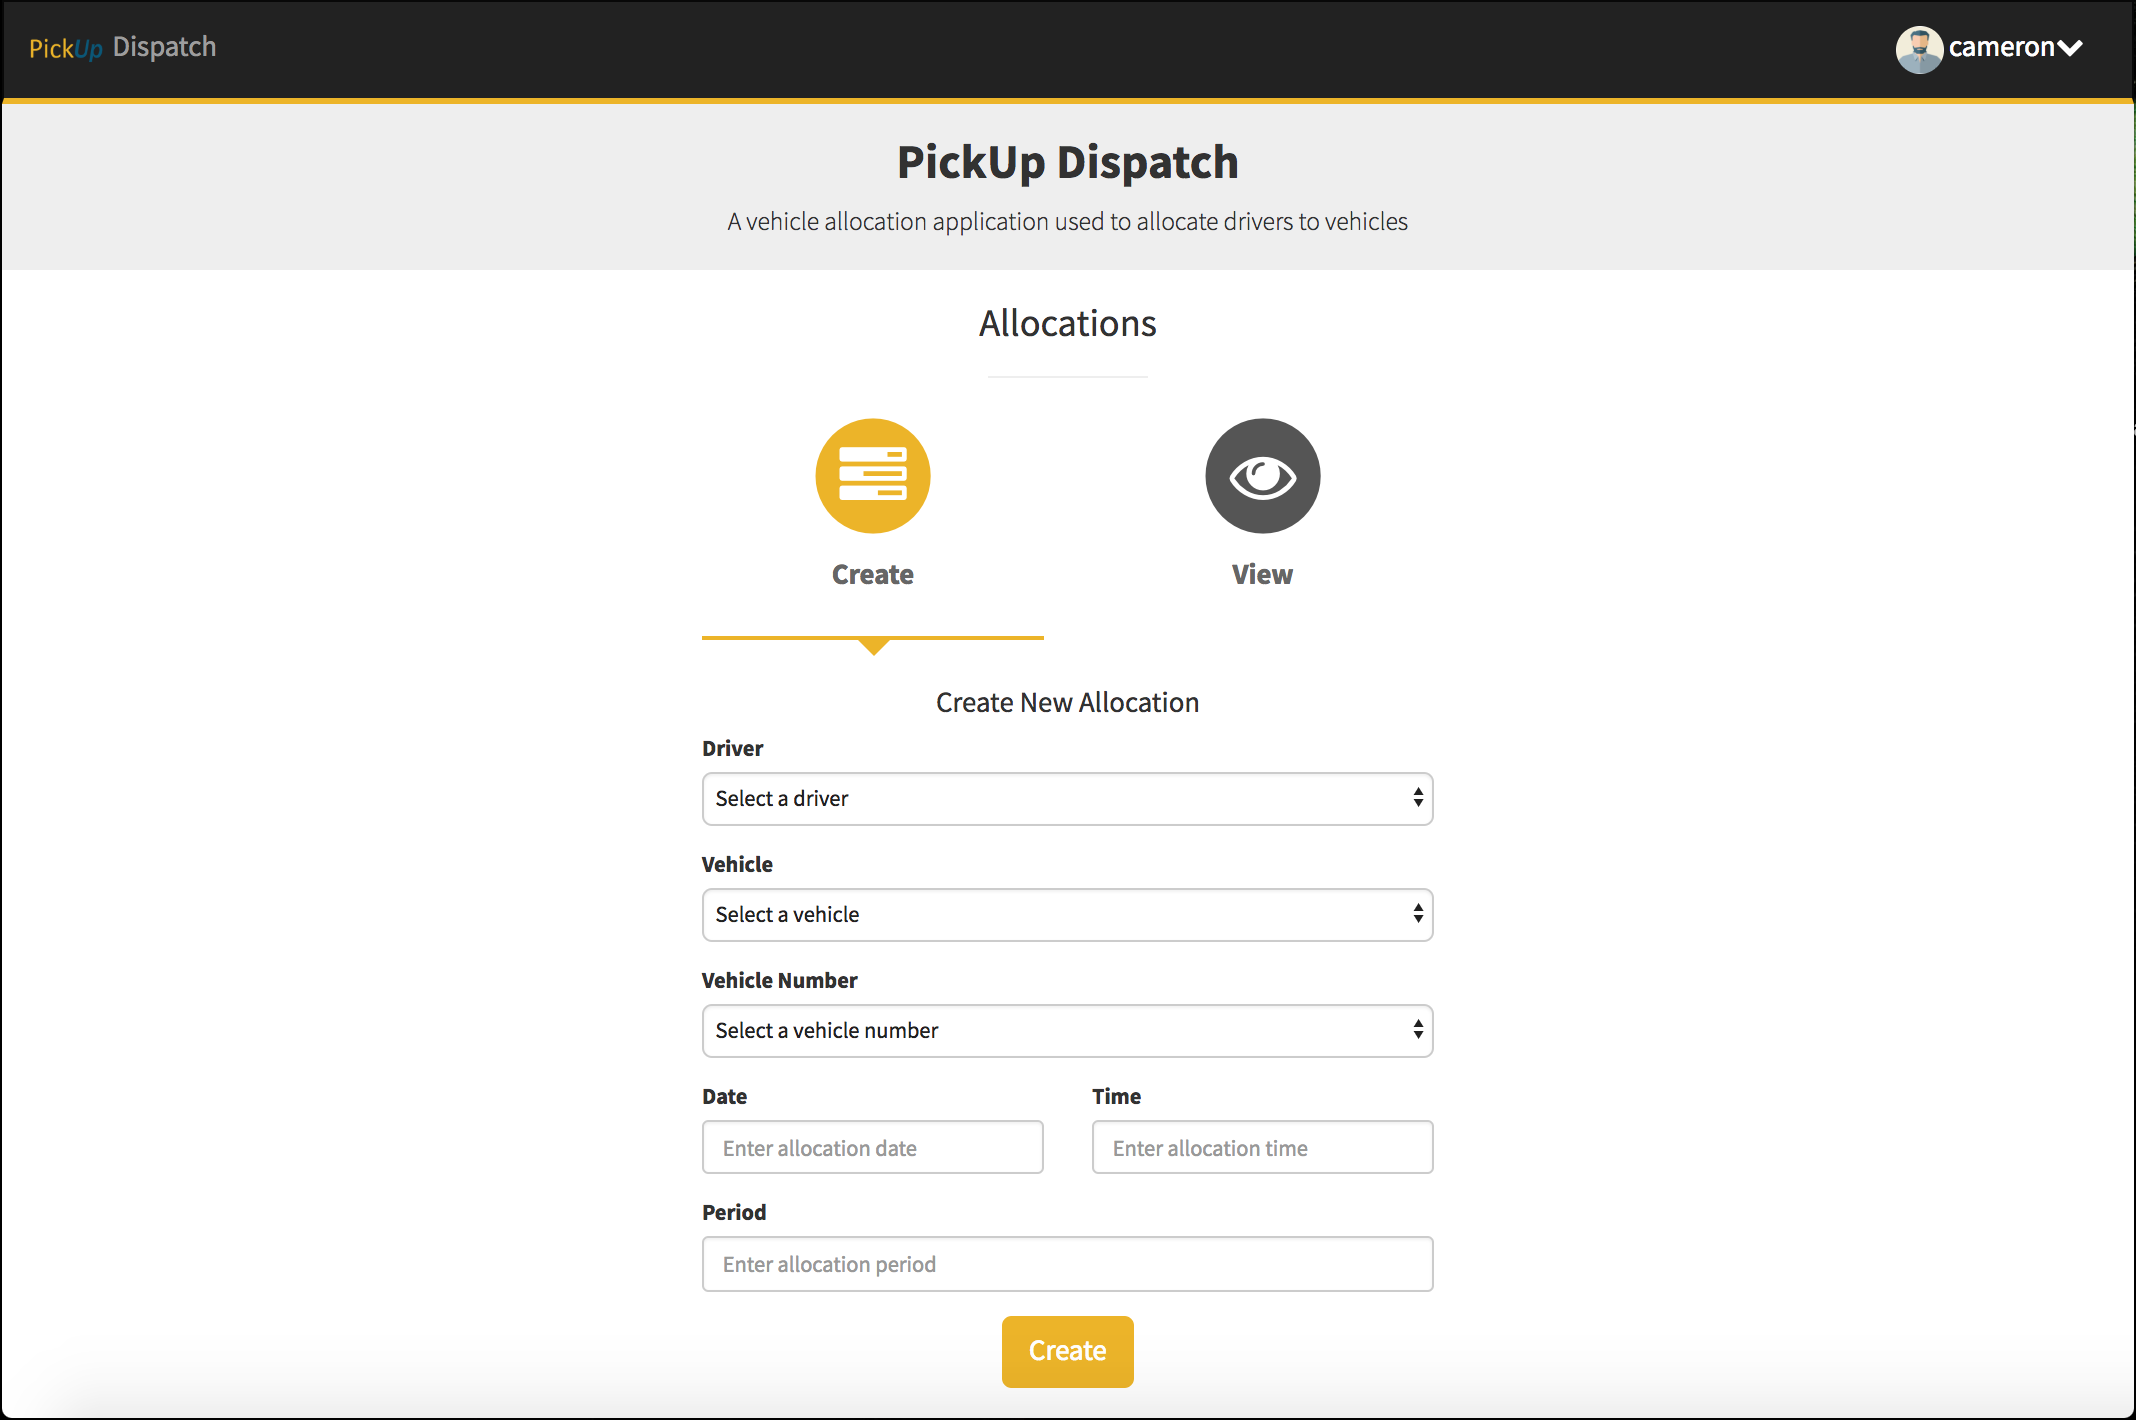 PickUp Dispatch
cameron
PickUp Dispatch
A vehicle allocation application used to allocate drivers to vehicles
Allocations
Create
View
Create New Allocation
Driver
Select a driver
Vehicle
Select a vehicle
Vehicle Number
Select a vehicle number
Date
Time
Enter allocation date
Enter allocation time
Period
Enter allocation period
Create